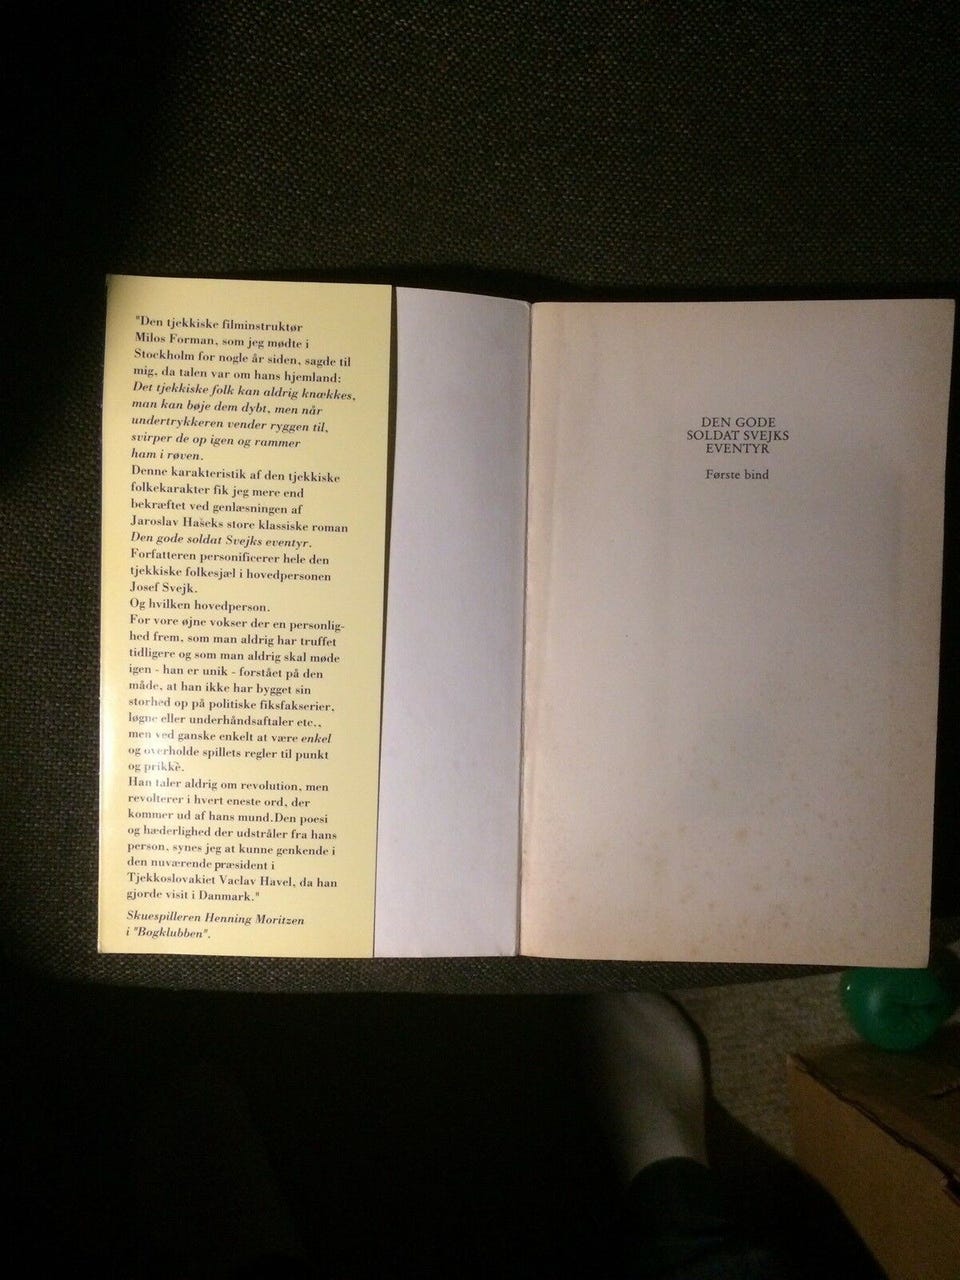 "Den tjekkiske filminstruktør
Milos Forman, som jeg mødte i
Stockholm for nogle år siden, sagde til
mig, da talen var om hans hjemland:
Det tjekkiske folk kan aldrig knækkes,
man kan bøje dem dybt, men når
undertrykkeren vender ryggen til,
svirper de op igen og rammer
ham i røven.
Denne karakteristik af den tjekkiske
folkekarakter fik jeg mere end
bekræftet ved genlæsningen af
Jaroslav Hašeks store klassiske roman
Den gode soldat Svejks eventyr.
Forfatteren personificerer hele den
tjekkiske folkesjæl i hovedpersonen
Josef Svejk.
Og hvilken hovedperson.
For vore øjne vokser der en personlig-
hed frem, som man aldrig har truffet
tidligere og som man aldrig skal møde
igen - han er unik - forstået på den
måde, at han ikke har bygget sin
storhed op på politiske fiksfakserier,
løgne eller underhåndsaftaler etc.,
men ved ganske enkelt at være enkel
og overholde spillets regler til punkt
og prikkè.
Han taler aldrig om revolution, men
revolterer i hvert eneste ord, der
kommer ud af hans mund.Den poesi
og hæderlighed der udstråler fra hans
person, synes jeg at kunne genkende i
den nuværende præsident i
Tjekkoslovakiet Vaclav Havel, da han
gjorde visit i Danmark."
Skuespilleren Henning Moritzen
i "Bogklubben".
DEN GODE
SOLDAT SVEJKS
EVENTYR
Første bind